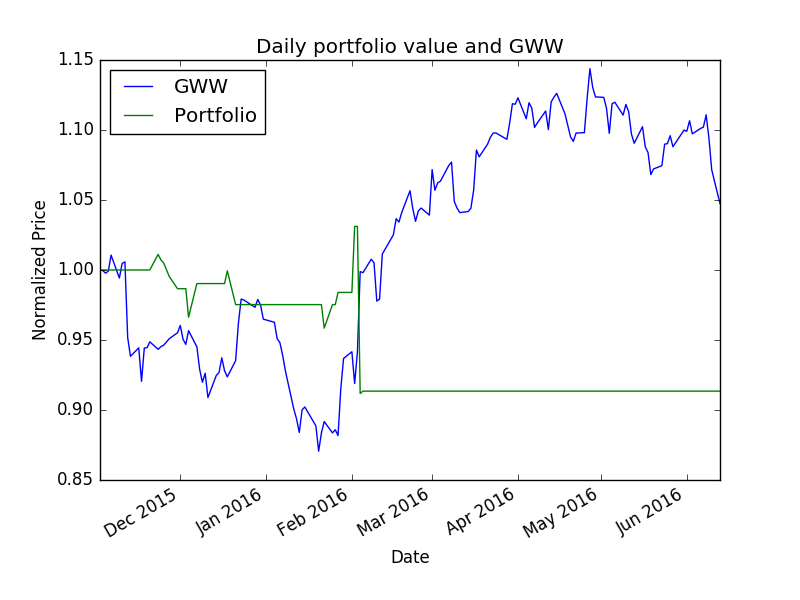 Daily portfolio value and GWW
1.15
1.10
1.05
1.00
0.95
0.90
0.85
GWW
Portfolio
Normalized Price
Dec 2015
Jan 2016
Feb 2016
Mar 2016
Apr 2016
May 2016
Jun 2016
Date